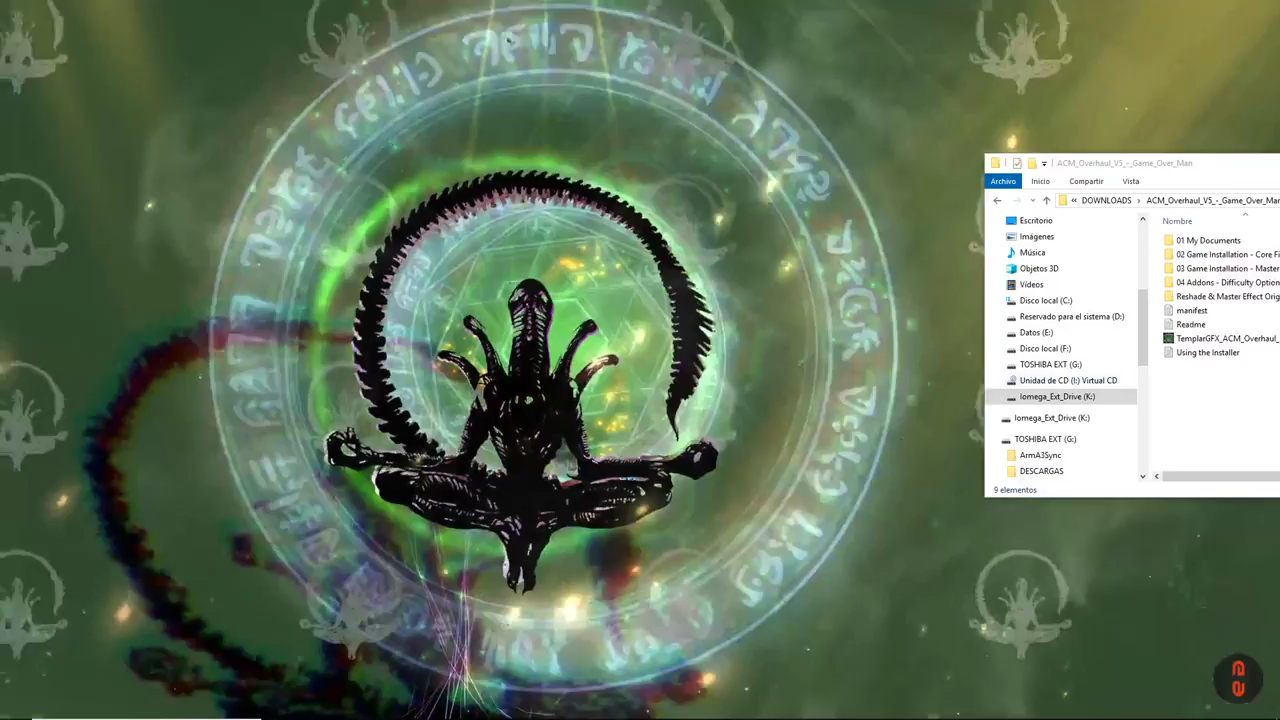 ACM_Overhaul_V5_-_Game_Over_Man
Archivo Inicio Compartir Vista
« DOWNLOADS › ACM_Overhaul_V5_-_Game_Over_Man
Escritorio
Imágenes
Música
Objetos 3D
Vídeos
Disco local (C:)
Reservado para el sistema (D:)
Datos (E:)
Disco local (F:)
TOSHIBA EXT (G:)
Unidad de CD (I:) Virtual CD
Iomega_Ext_Drive (K:)
Iomega_Ext_Drive (K:)
TOSHIBA EXT (G:)
ArmA3Sync
DESCARGAS
Nombre
01 My Documents
02 Game Installation - Core Fi
03 Game Installation - Master
04 Addons - Difficulty Option
Reshade & Master Effect Orig
manifest
Readme
TemplarGFX_ACM_Overhaul_
Using the Installer
9 elementos